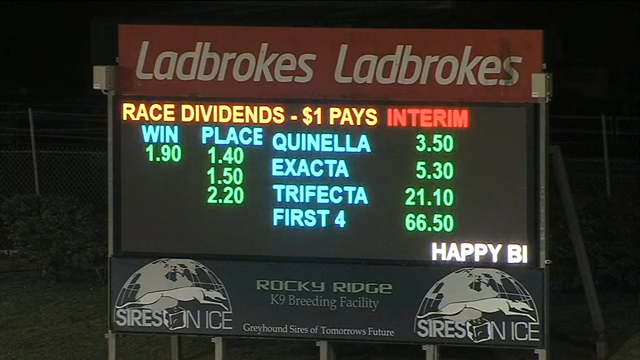 Ladbrokes Ladbrokes
RACE DIVIDENDS - $1 PAYS INTERIM
WIN PLACE QUINELLA 3.50
1.90 1.40
EXACTA 5.30
1.50
TRIFECTA 21.10
2.20
FIRST 4 66.50
HAPPY BI
ROCKY RIDGE
K9 Breeding Facility
SIRES ON ICE SIRES ON ICE
Greyhound Sires of Tomorrows Future